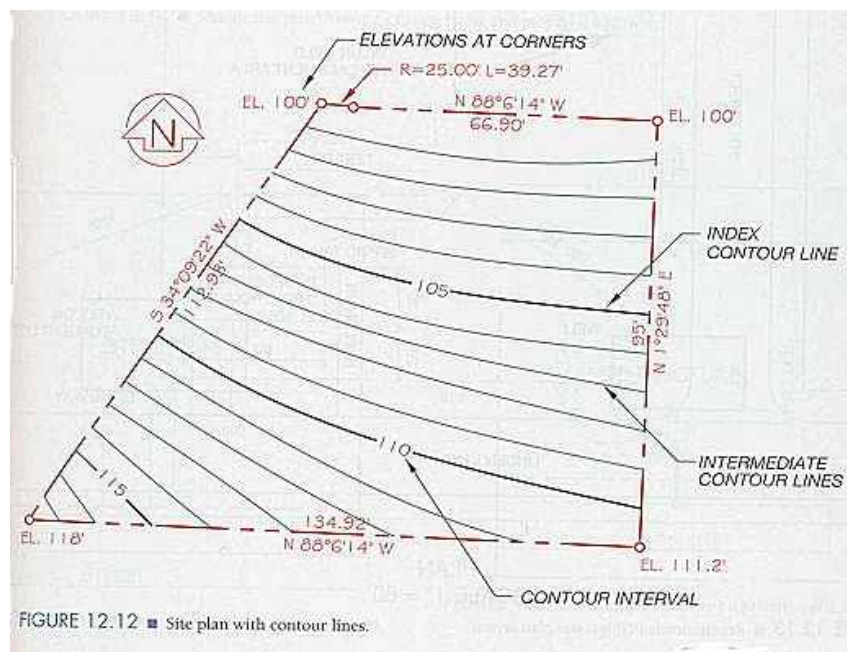 ELEVATIONS AT CORNERS
R=25.00' L=39.27'
EL. 100'
N 88°6'14" W
66.90'
EL. 100'
N
INDEX
CONTOUR LINE
S 34°09'22" W
112.98'
105
95'
N 1°29'48" E
110
INTERMEDIATE
CONTOUR LINES
115
134.92'
N 88°6'14" W
EL. 118'
EL. 111.2'
CONTOUR INTERVAL
FIGURE 12.12 ■ Site plan with contour lines.